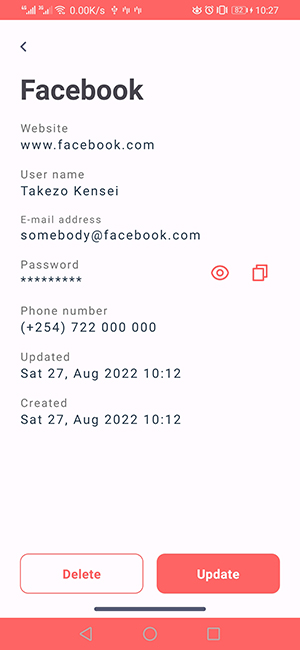 0.00K/s 82 10:27
Facebook
Website
www.facebook.com
User name
Takezo Kensei
E-mail address
somebody@facebook.com
Password
*********
Phone number
(+254) 722 000 000
Updated
Sat 27, Aug 2022 10:12
Created
Sat 27, Aug 2022 10:12
Delete Update